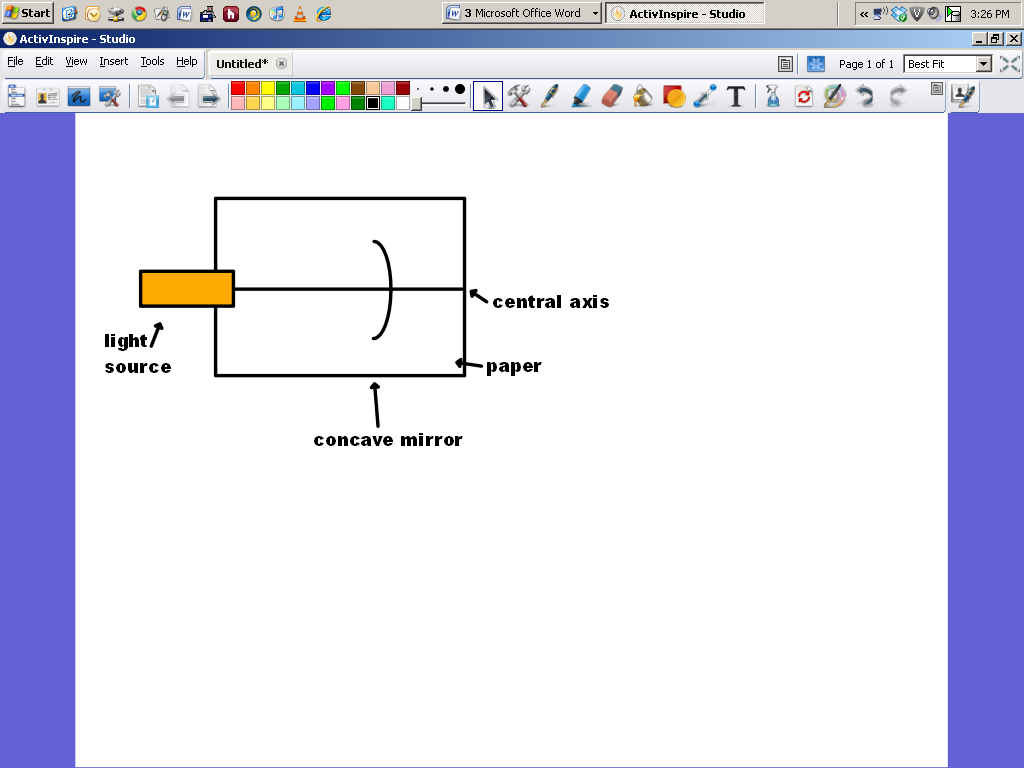 Start
3 Microsoft Office Word
ActivInspire - Studio
«
3:26 PM
ActivInspire - Studio
File Edit View Insert Tools Help
Untitled*
Page 1 of 1
Best Fit
T
central axis
light
source
paper
concave mirror